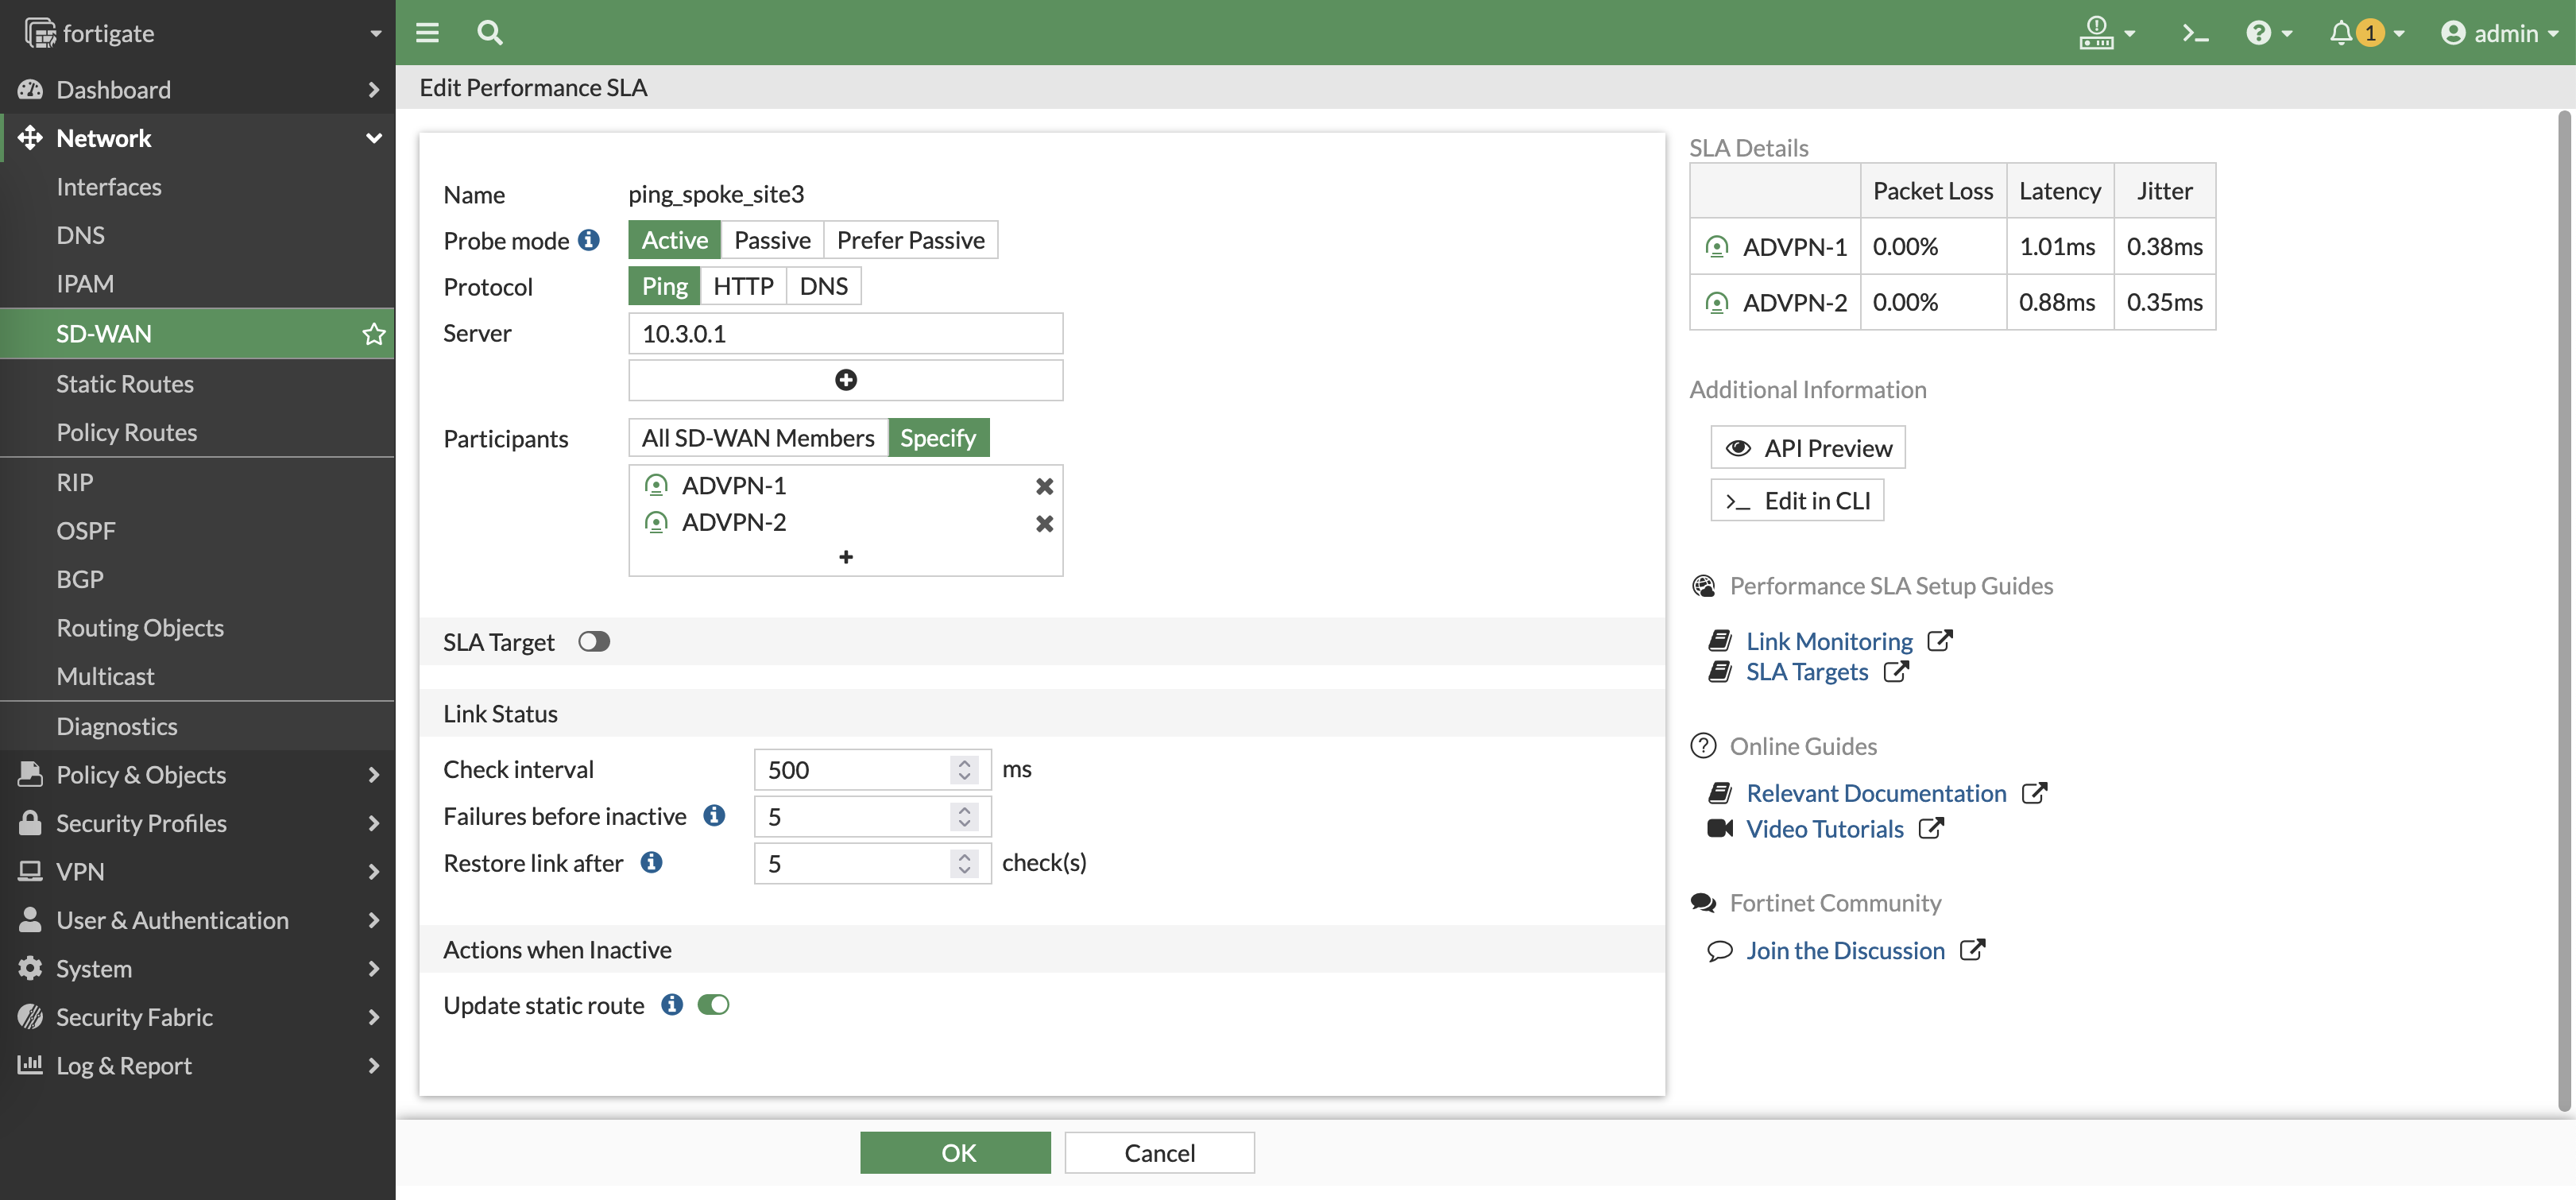 fortigate
1
admin
Dashboard
Network
Interfaces
DNS
IPAM
SD-WAN
Static Routes
Policy Routes
RIP
OSPF
BGP
Routing Objects
Multicast
Diagnostics
Policy & Objects
Security Profiles
VPN
User & Authentication
System
Security Fabric
Log & Report
Edit Performance SLA
Name ping_spoke_site3
Probe mode Active Passive Prefer Passive
Protocol Ping HTTP DNS
Server 10.3.0.1
Participants All SD-WAN Members Specify
ADVPN-1
ADVPN-2
SLA Target
Link Status
Check interval 500 ms
Failures before inactive 5
Restore link after 5 check(s)
Actions when Inactive
Update static route
OK Cancel
SLA Details
Packet Loss Latency Jitter
ADVPN-1 0.00% 1.01ms 0.38ms
ADVPN-2 0.00% 0.88ms 0.35ms
Additional Information
API Preview
>_ Edit in CLI
Performance SLA Setup Guides
Link Monitoring
SLA Targets
Online Guides
Relevant Documentation
Video Tutorials
Fortinet Community
Join the Discussion